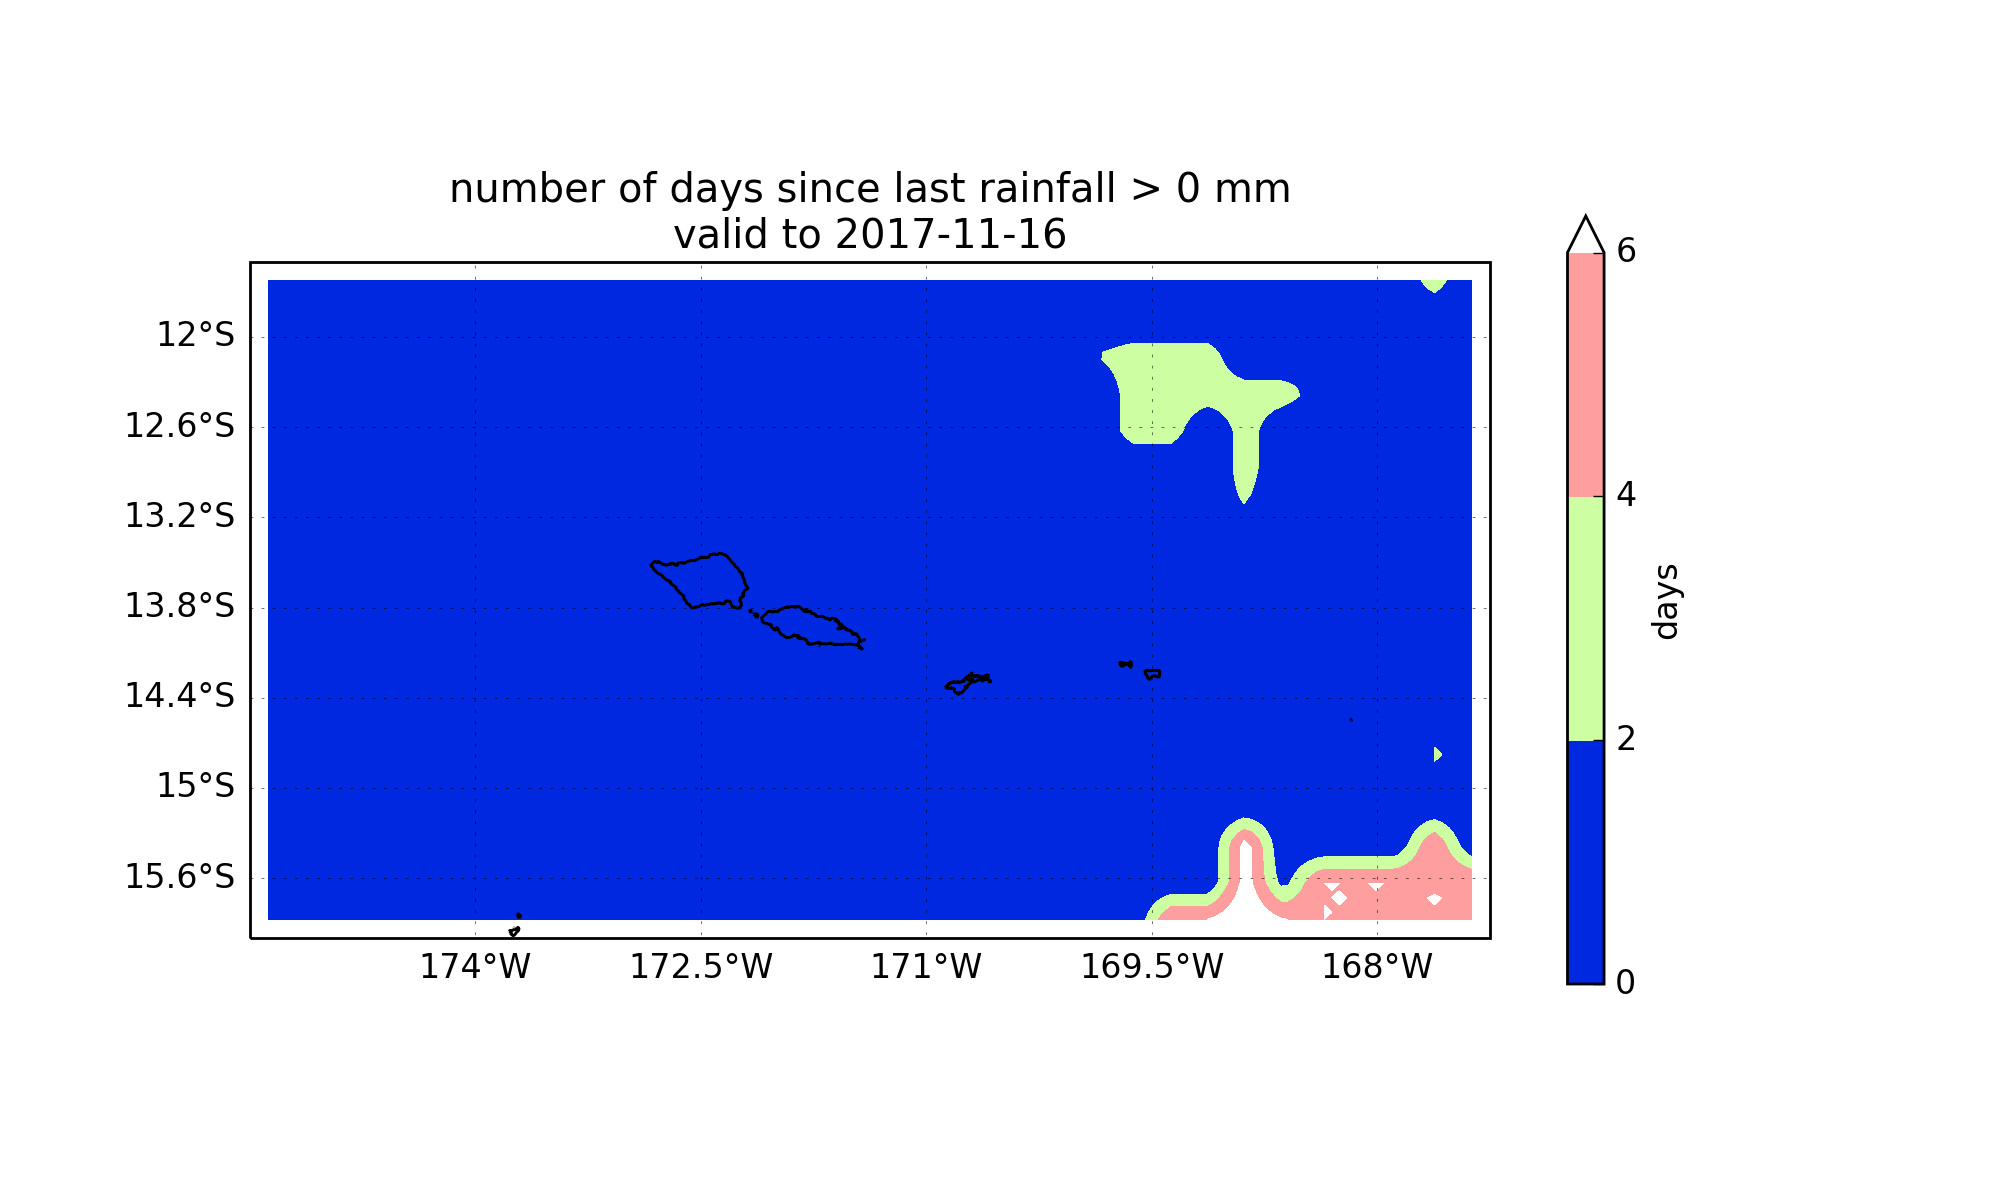 number of days since last rainfall > 0 mm
valid to 2017-11-16
12°S
12.6°S
13.2°S
13.8°S
14.4°S
15°S
15.6°S
174°W
172.5°W
171°W
169.5°W
168°W
6
4
2
0
days